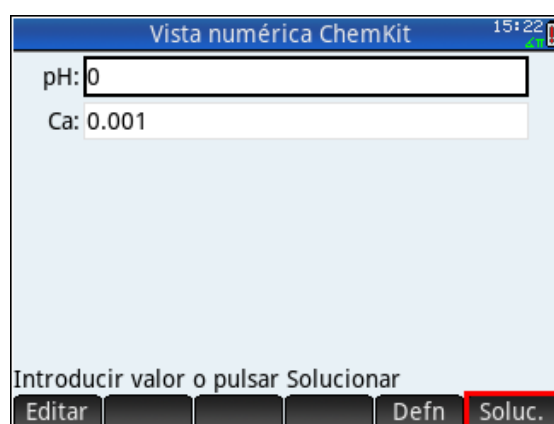 Vista numérica ChemKit 15:22
∡π
pH: 0
Ca: 0.001
Introducir valor o pulsar Solucionar
Editar Defn Soluc.